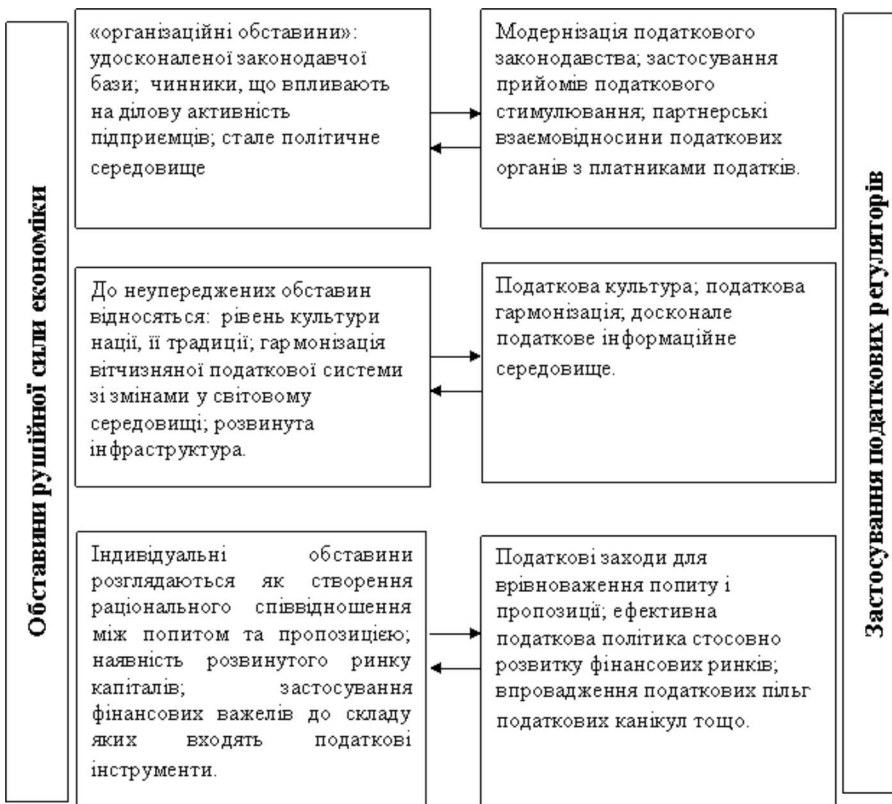 Обставини рушійної сили економіки
«організаційні обставини»:
удосконаленої законодавчої
бази; чинники, що впливають
на ділову активність
підприємців; стале політичне
середовище
Модернізація податкового
законодавства; застосування
прийомів податкового
стимулювання; партнерські
взаємовідносини податкових
органів з платниками податків.
До неупереджених обставин
відносяться: рівень культури
нації, її традиції; гармонізація
вітчизняної податкової системи
зі змінами у світовому
середовищі; розвинута
інфраструктура.
Податкова культура; податкова
гармонізація; досконале
податкове інформаційне
середовище.
Індивідуальні обставини
розглядаються як створення
раціонального співвідношення
між попитом та пропозицією;
наявність розвинутого ринку
капіталів; застосування
фінансових важелів до складу
яких входять податкові
інструменти.
Податкові заходи для
врівноваження попиту і
пропозиції; ефективна
податкова політика стосовно
розвитку фінансових ринків;
впровадження податкових пільг
податкових канікул тощо.
Застосування податкових регуляторів